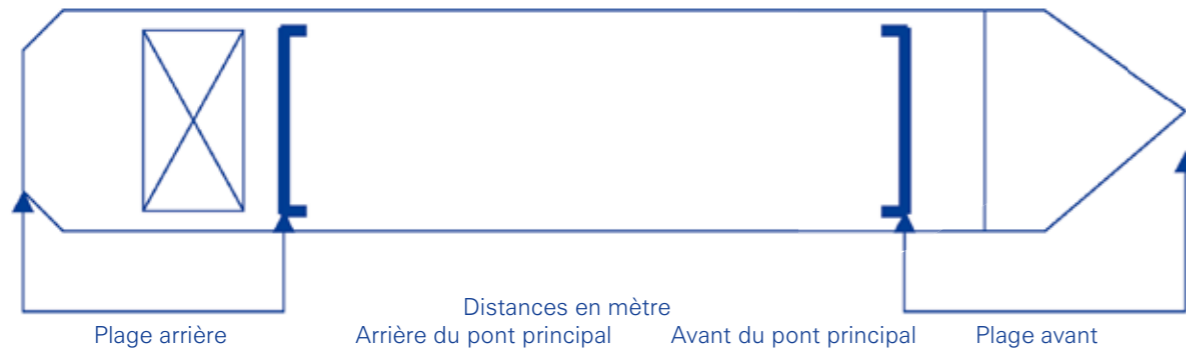 Distances en mètre
Plage arrière Arrière du pont principal Avant du pont principal Plage avant